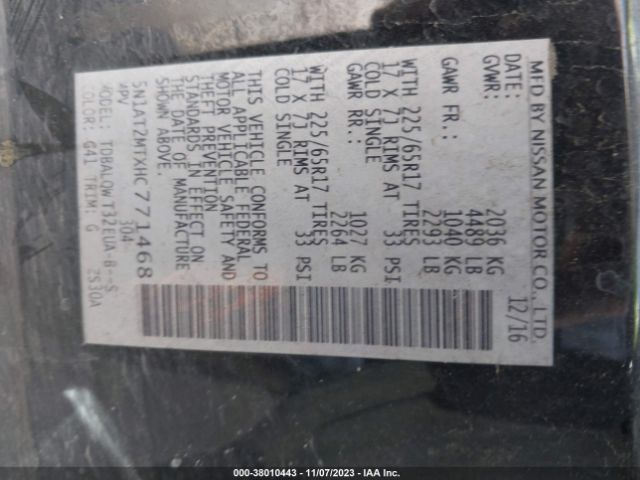 MFD BY NISSAN MOTOR CO., LTD.
DATE: 12/16
GVWR: 2036 KG
4489 LB
GAWR FR.: 1040 KG
2293 LB
WITH 225/65R17 TIRES
17 X 7J RIMS AT 33 PSI
COLD SINGLE
GAWR RR.: 1027 KG
2264 LB
WITH 225/65R17 TIRES
17 X 7J RIMS AT 33 PSI
COLD SINGLE
THIS VEHICLE CONFORMS TO
ALL APPLICABLE FEDERAL
MOTOR VEHICLE SAFETY AND
THEFT PREVENTION
STANDARDS IN EFFECT ON
THE DATE OF MANUFACTURE
SHOWN ABOVE.
5N1AT2MTXHC771468
MPV 304-
MODEL: TDBALQWT32EUA-B--S
COLOR: G41 TRIM: G 2S30A
000-38010443 - 11/07/2023 - IAA Inc.